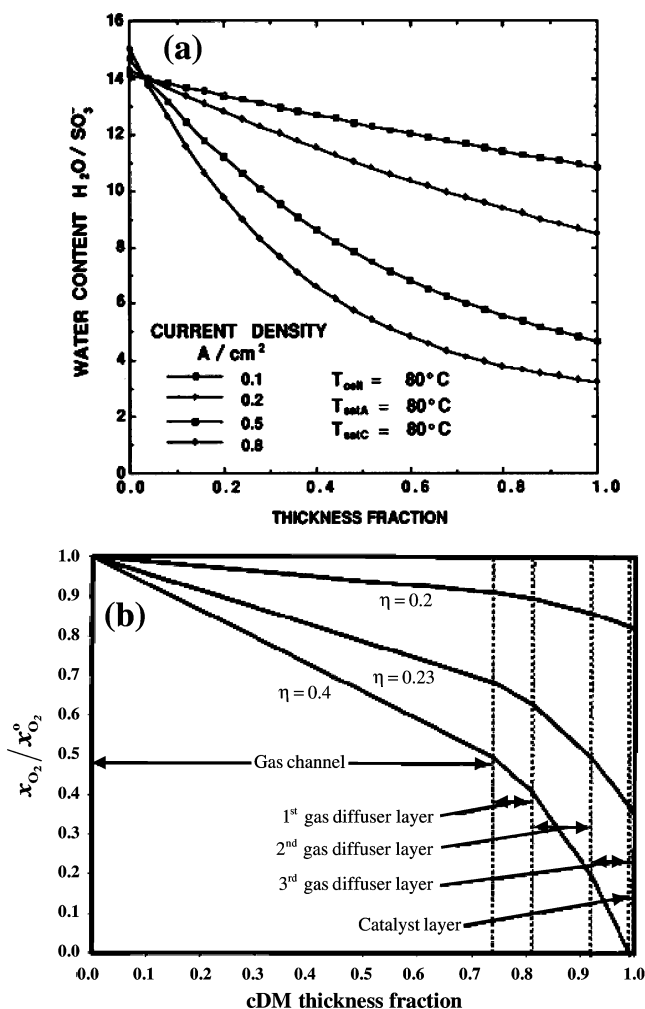 (a)
WATER CONTENT H₂O / SO₃⁻
16
14
12
10
8
6
4
2
0
CURRENT DENSITY
A / cm²
0.1
0.2
0.5
0.8
T cell = 80°C
T satA = 80°C
T satC = 80°C
0.0 0.2 0.4 0.6 0.8 1.0
THICKNESS FRACTION
(b)
x O₂ / x° O₂
1.0
0.9
0.8
0.7
0.6
0.5
0.4
0.3
0.2
0.1
0.0
η = 0.2
η = 0.23
η = 0.4
Gas channel
1st gas diffuser layer
2nd gas diffuser layer
3rd gas diffuser layer
Catalyst layer
0.0 0.1 0.2 0.3 0.4 0.5 0.6 0.7 0.8 0.9 1.0
cDM thickness fraction